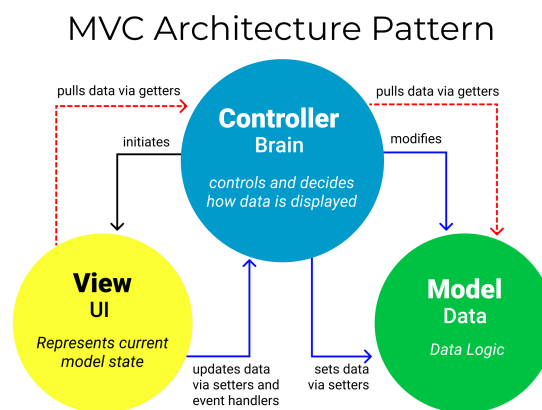 MVC Architecture Pattern
pulls data via getters
pulls data via getters
Controller
Brain
controls and decides
how data is displayed
initiates
modifies
View
UI
Represents current
model state
Model
Data
Data Logic
updates data
via setters and
event handlers
sets data
via setters